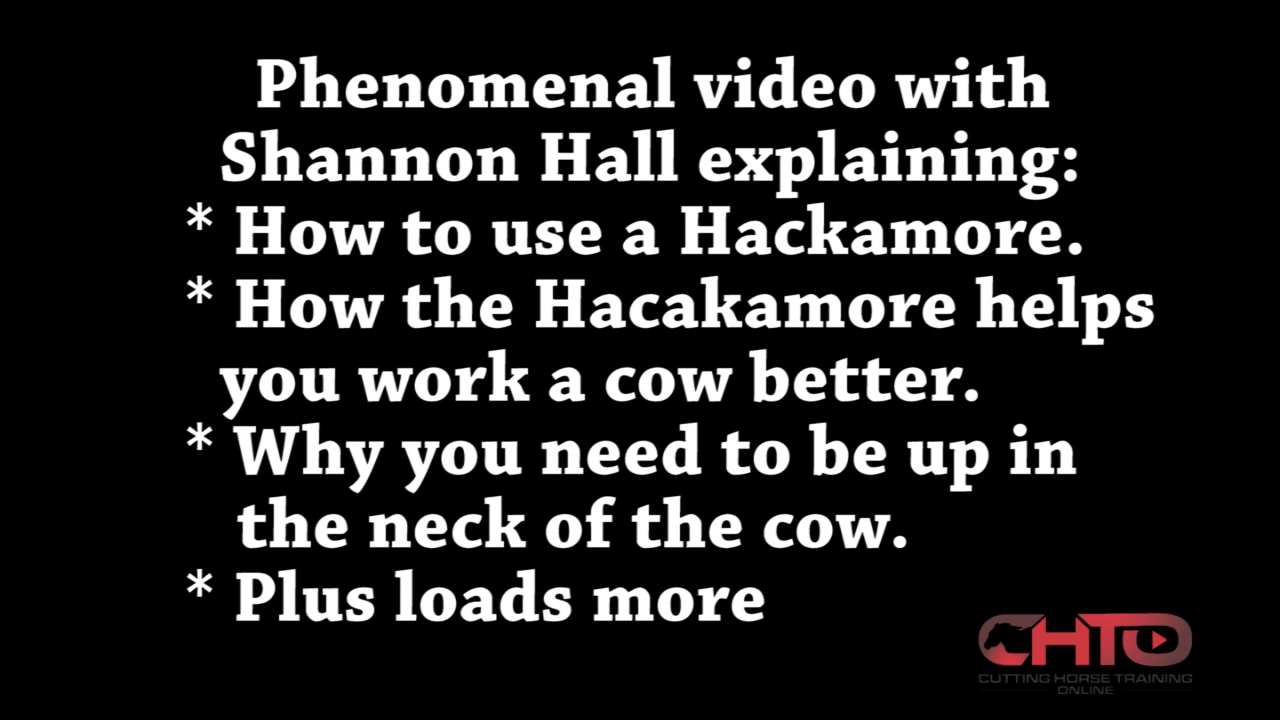 Phenomenal video with
Shannon Hall explaining:
* How to use a Hackamore.
* How the Hacakamore helps
you work a cow better.
* Why you need to be up in
the neck of the cow.
* Plus loads more
CHTO
CUTTING HORSE TRAINING
ONLINE